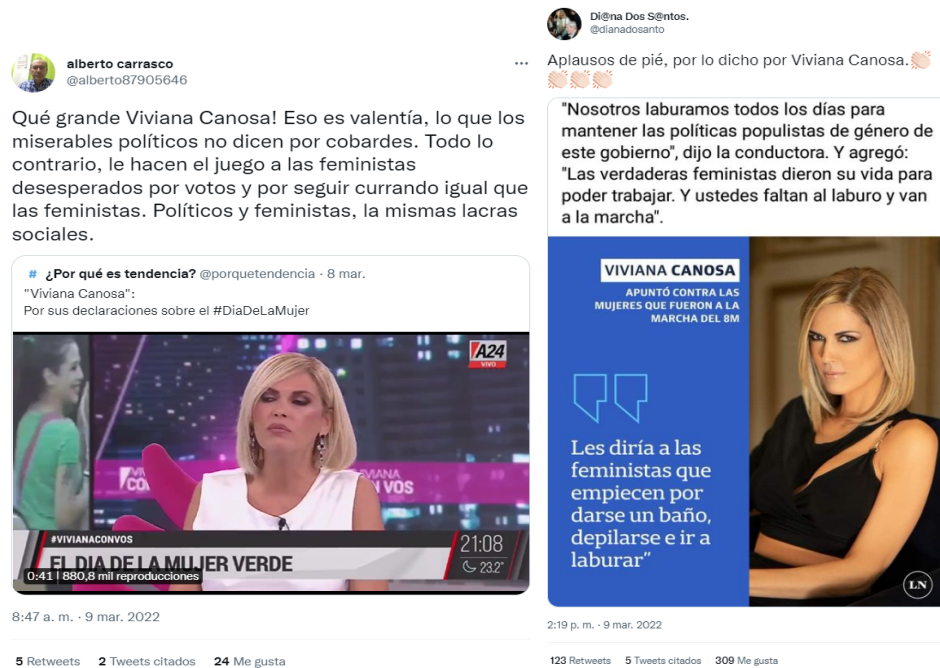 alberto carrasco
@alberto87905646
Qué grande Viviana Canosa! Eso es valentía, lo que los
miserables políticos no dicen por cobardes. Todo lo
contrario, le hacen el juego a las feministas
desesperados por votos y por seguir currando igual que
las feministas. Políticos y feministas, la mismas lacras
sociales.
# ¿Por qué es tendencia? @porquetendencia · 8 mar.
"Viviana Canosa":
Por sus declaraciones sobre el #DiaDeLaMujer
A24
VIVO
#VIVIANACONVOS
EL DIA DE LA MUJER VERDE
21:08
23.2°
0:41 | 880,8 mil reproducciones
8:47 a. m. · 9 mar. 2022
5 Retweets 2 Tweets citados 24 Me gusta
Di@na Dos S@ntos.
@dianadosanto
Aplausos de pié, por lo dicho por Viviana Canosa.👏🏻
👏🏻👏🏻👏🏻
"Nosotros laburamos todos los días para
mantener las políticas populistas de género de
este gobierno", dijo la conductora. Y agregó:
"Las verdaderas feministas dieron su vida para
poder trabajar. Y ustedes faltan al laburo y van
a la marcha".
VIVIANA CANOSA
APUNTÓ CONTRA LAS
MUJERES QUE FUERON A LA
MARCHA DEL 8M
Les diría a las
feministas que
empiecen por
darse un baño,
depilarse e ir a
laburar”
LN
2:19 p. m. · 9 mar. 2022
123 Retweets 5 Tweets citados 309 Me gusta